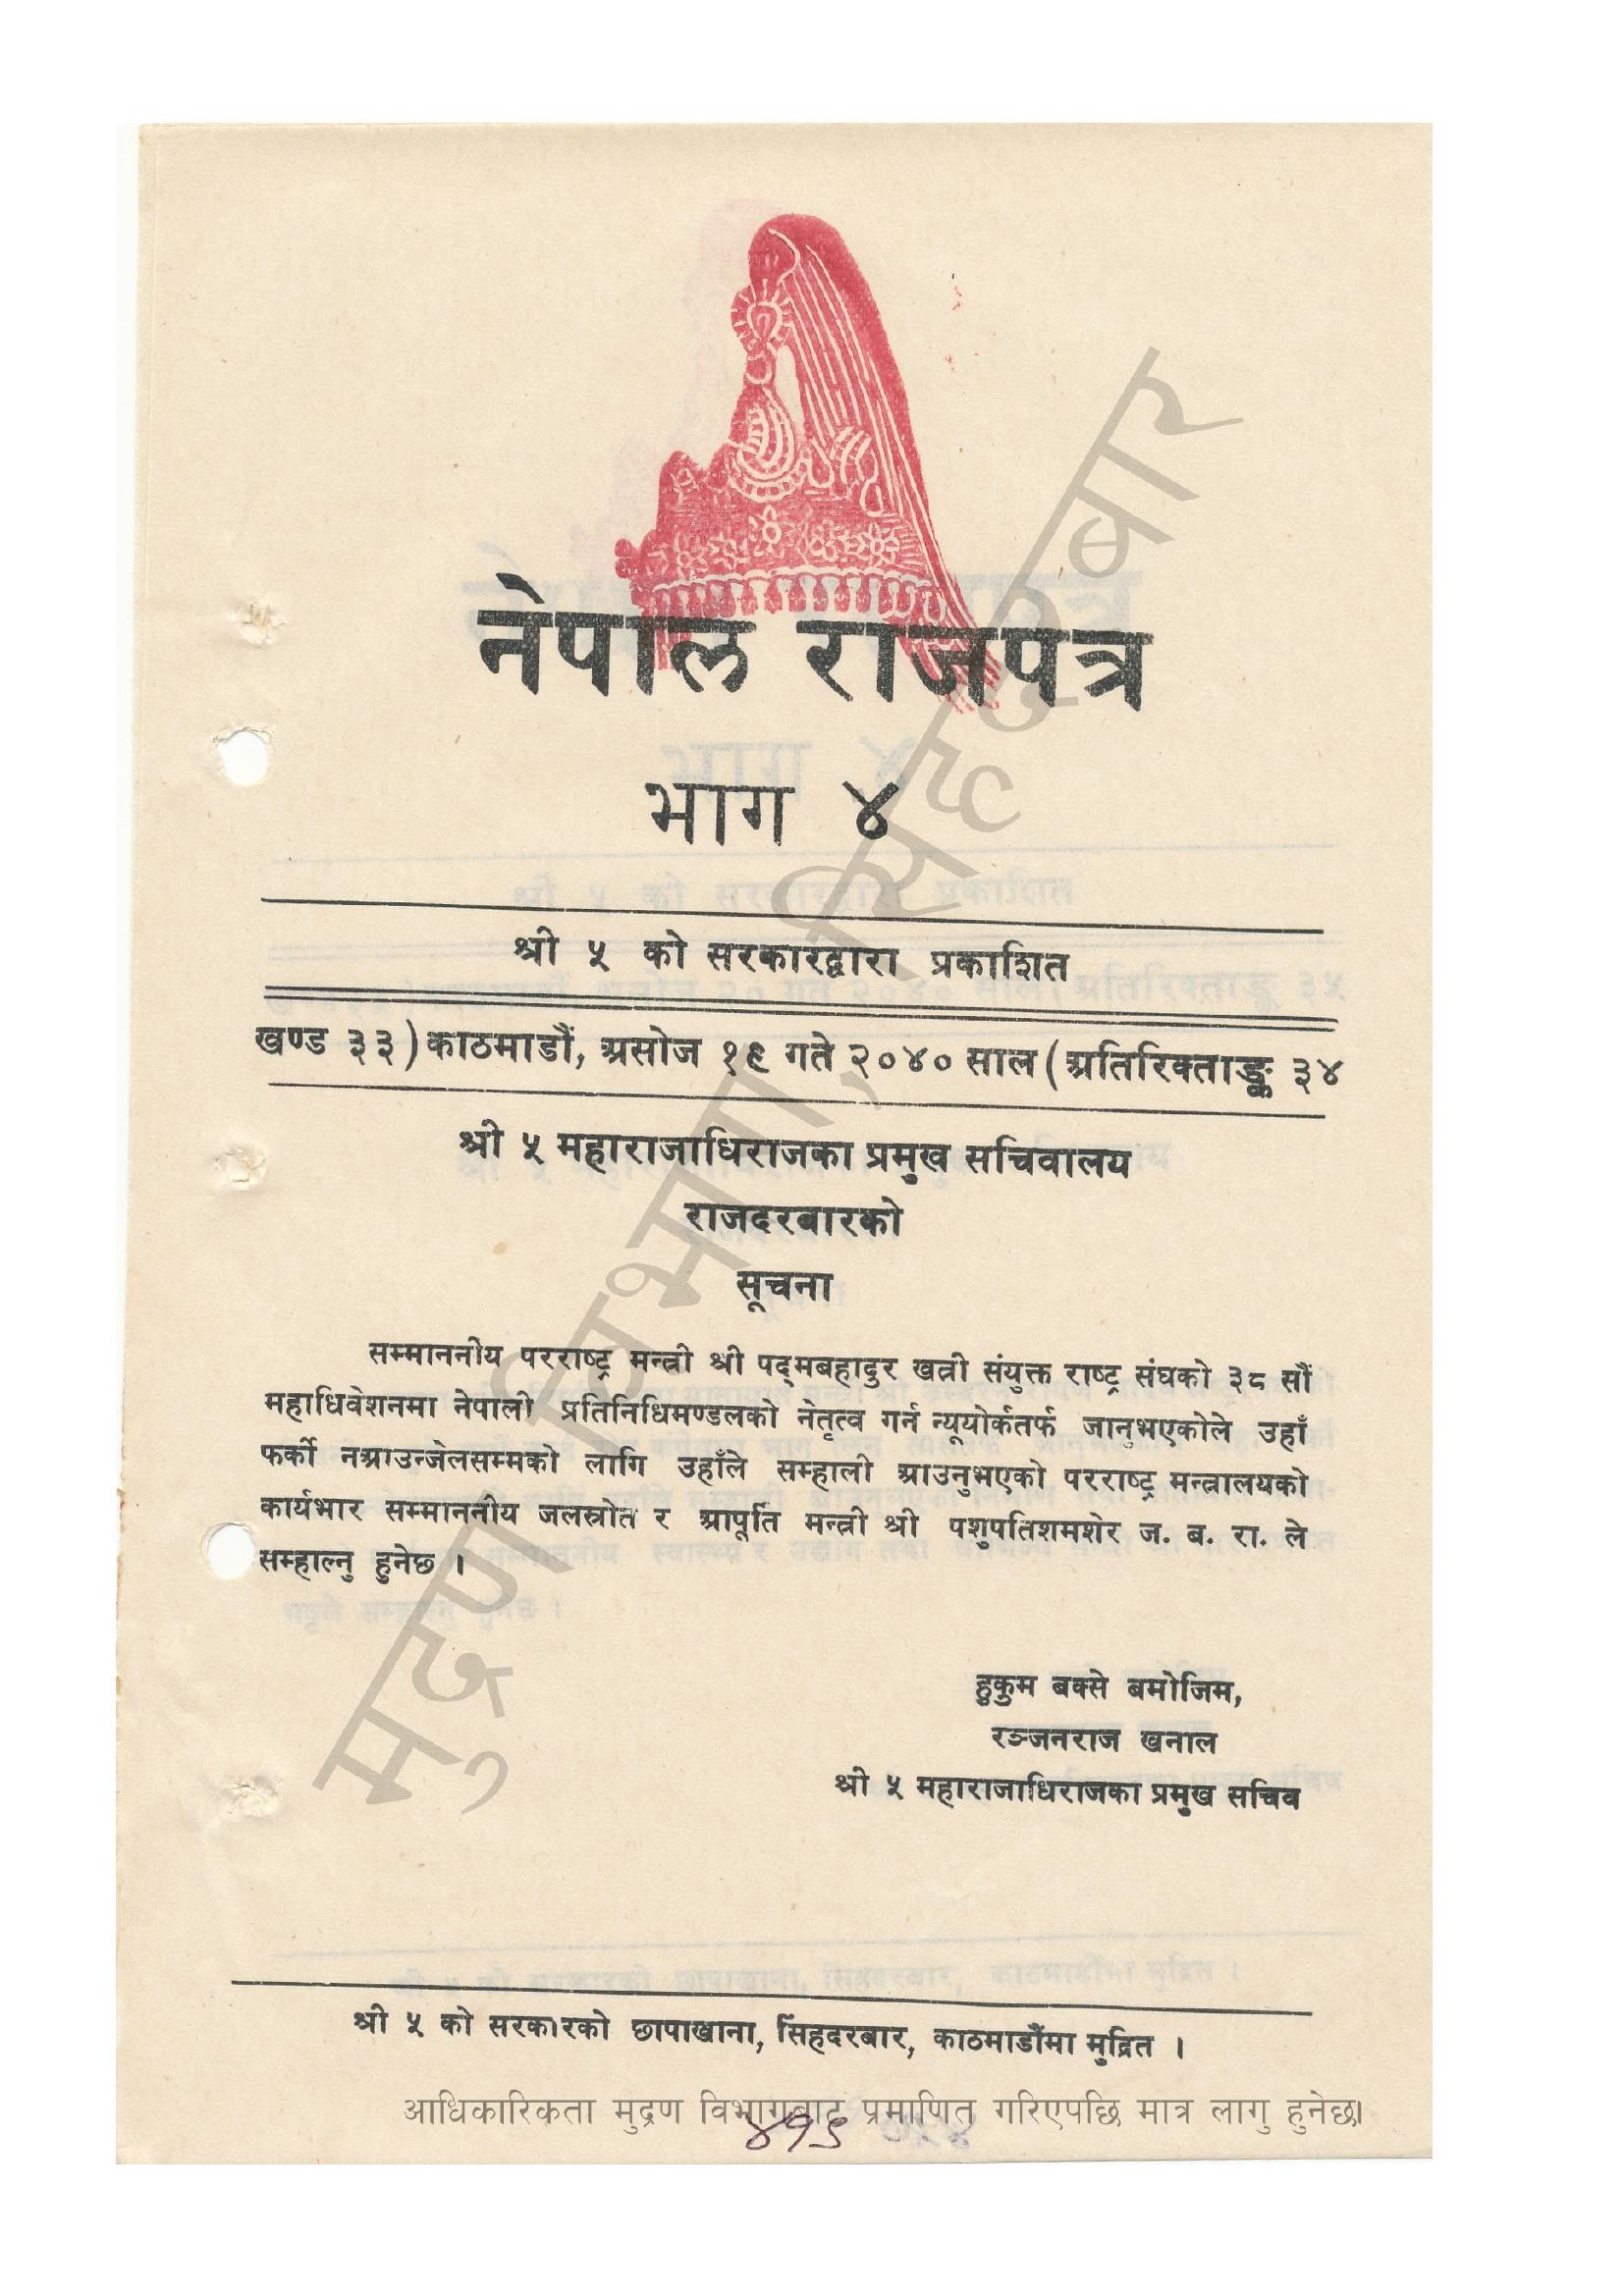 नेपाल राजपत्र
भाग ४
श्री ५ को सरकारद्वारा प्रकाशित
खण्ड ३३) काठमाडौं, असोज १९ गते २०४० साल (अतिरिक्ताङ्क ३४
श्री ५ महाराजाधिराजका प्रमुख सचिवालय
राजदरबारको
सूचना
सम्माननीय परराष्ट्र मन्त्री श्री पद्मबहादुर खत्री संयुक्त राष्ट्र संघको ३८ सौं
महाधिवेशनमा नेपाली प्रतिनिधिमण्डलको नेतृत्व गर्न न्यूयोर्कतर्फ जानुभएकोले उहाँ
फर्की नआउन्जेलसम्मको लागि उहाँले सम्हाली आउनुभएको परराष्ट्र मन्त्रालयको
कार्यभार सम्माननीय जलस्रोत र आपूर्ति मन्त्री श्री पशुपतिशमशेर ज. ब. रा. ले
सम्हाल्नु हुनेछ ।
हुकुम बक्से बमोजिम,
रञ्जनराज खनाल
श्री ५ महाराजाधिराजका प्रमुख सचिव
श्री ५ को सरकारको छापाखाना, सिंहदरबार, काठमाडौंमा मुद्रित ।
आधिकारिकता मुद्रण विभागबाट प्रमाणित गरिएपछि मात्र लागु हुनेछ।
मुद्रण विभाग, सिंहदरबार